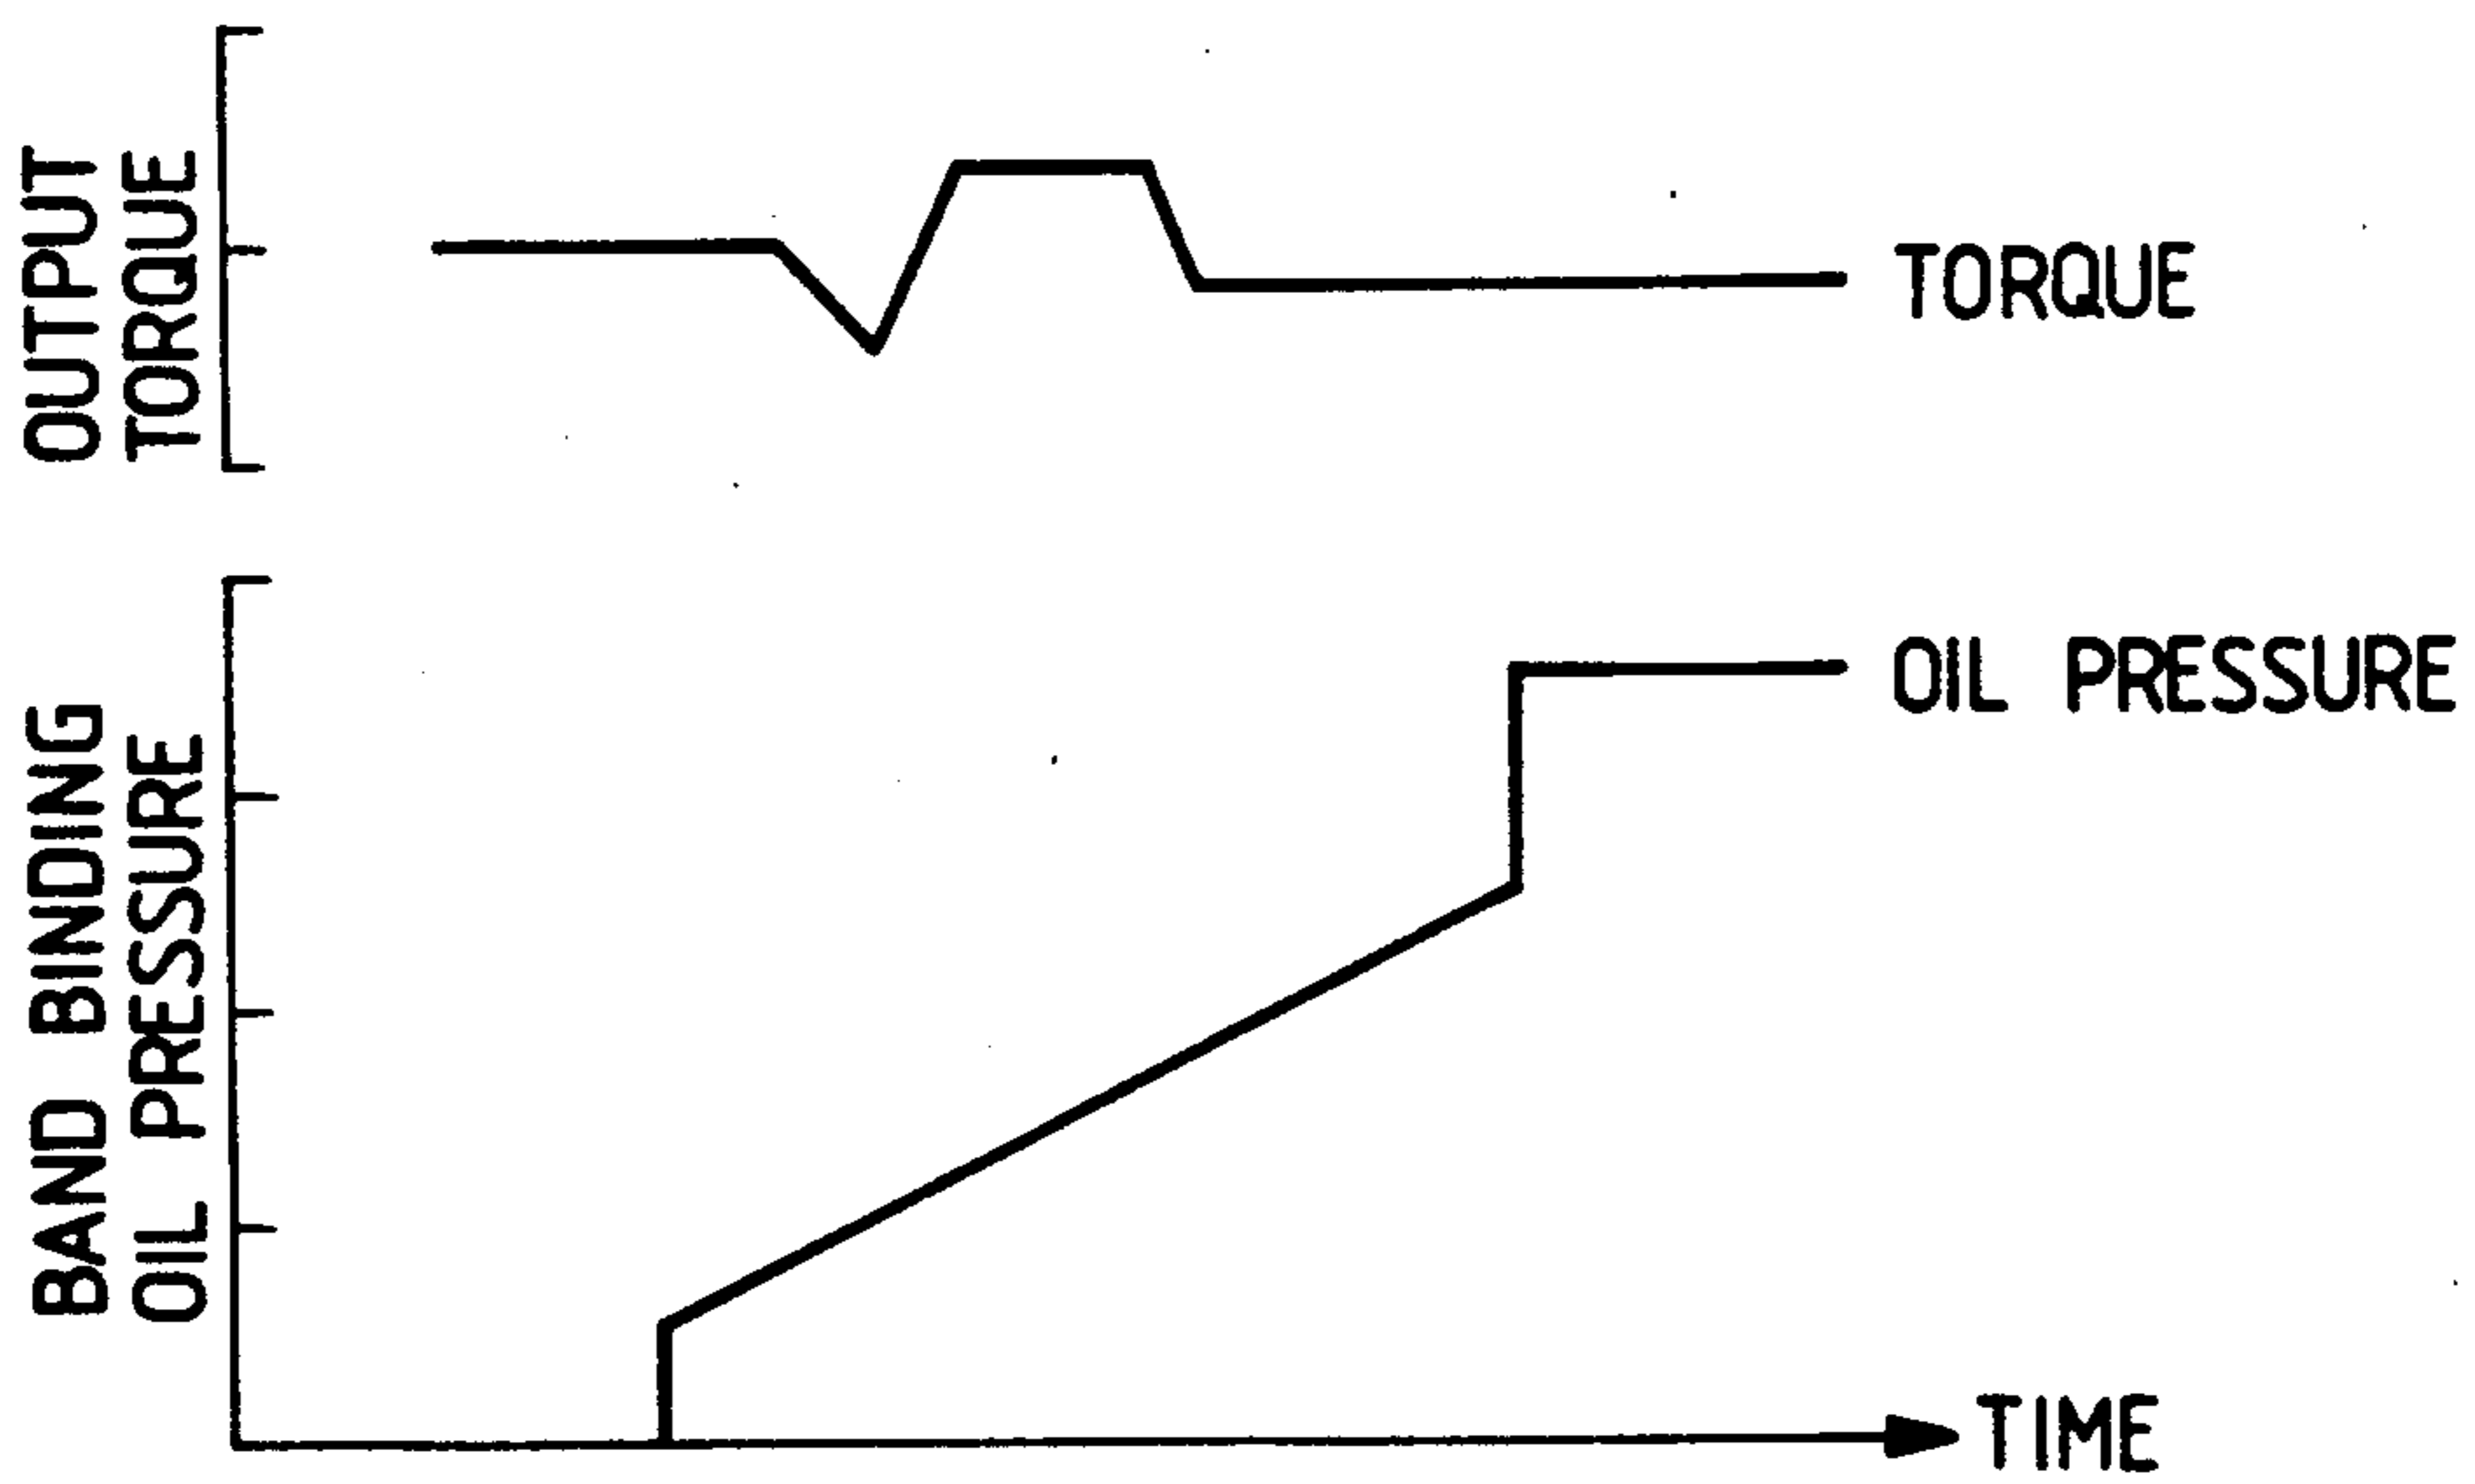 OUTPUT
TORQUE
TORQUE
BAND BINDING
OIL PRESSURE
OIL PRESSURE
TIME